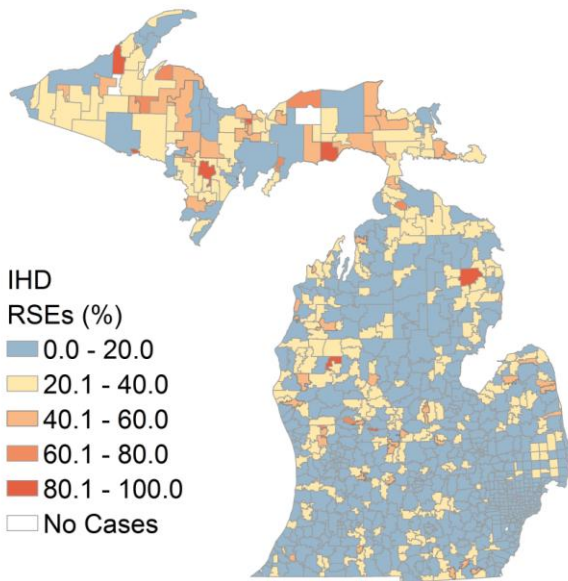 IHD
RSEs (%)
0.0 - 20.0
20.1 - 40.0
40.1 - 60.0
60.1 - 80.0
80.1 - 100.0
No Cases